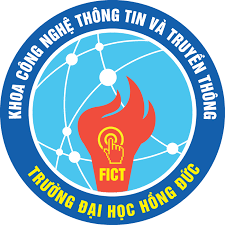 KHOA CÔNG NGHỆ THÔNG TIN VÀ TRUYỀN THÔNG
FICT
TRƯỜNG ĐẠI HỌC HỒNG ĐỨC